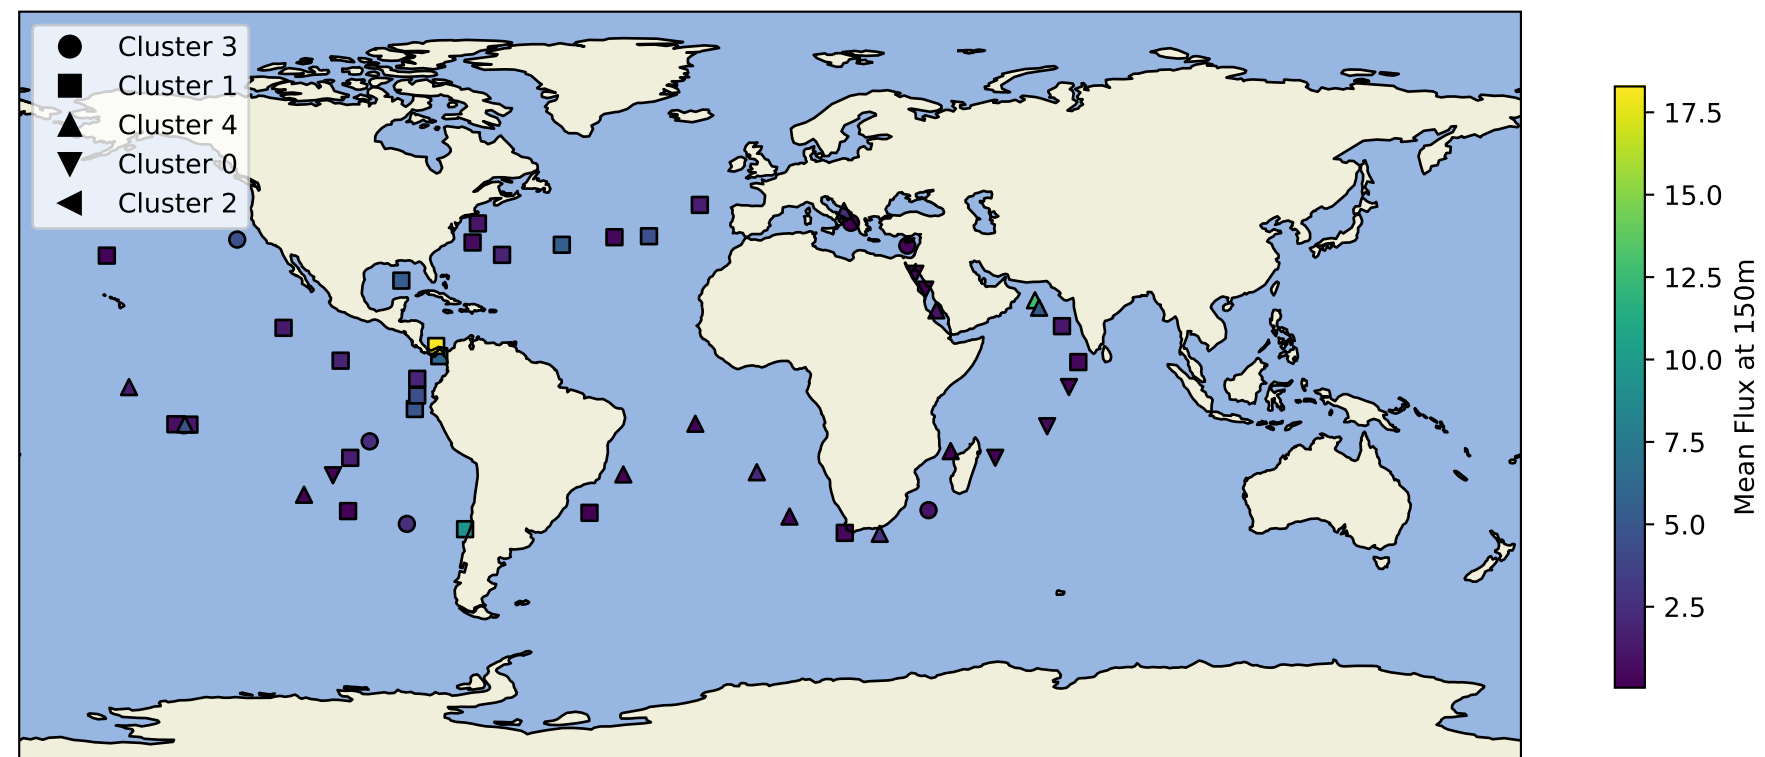 Cluster 3
Cluster 1
Cluster 4
Cluster 0
Cluster 2
17.5
15.0
12.5
10.0
7.5
5.0
2.5
Mean Flux at 150m